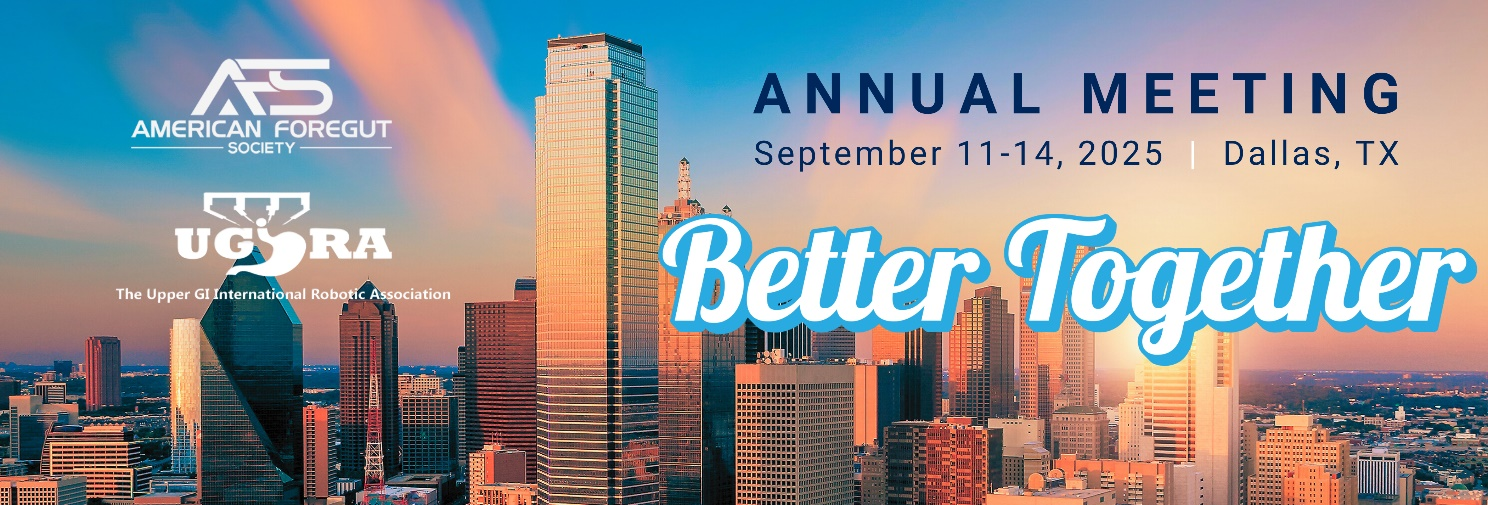 AFS
AMERICAN FOREGUT
SOCIETY
UGIRA
The Upper GI International Robotic Association
ANNUAL MEETING
September 11-14, 2025 | Dallas, TX
Better Together